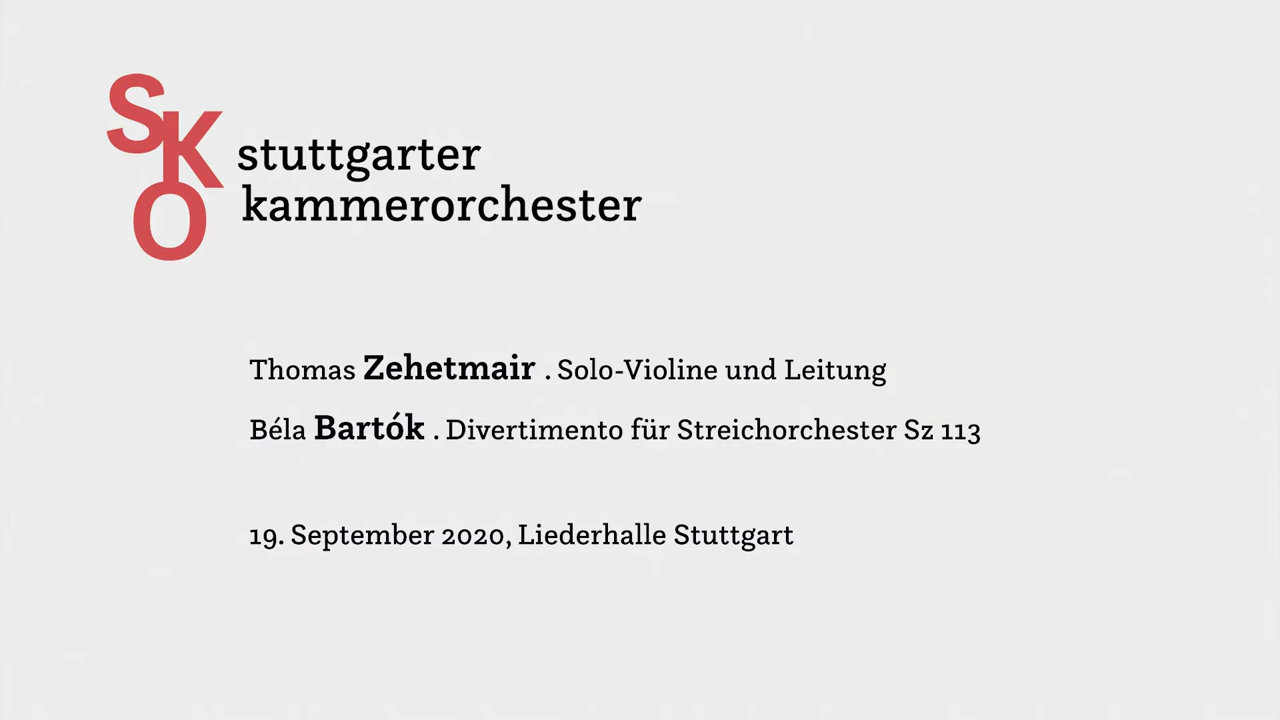 SKO
stuttgarter
kammerorchester
Thomas Zehetmair . Solo-Violine und Leitung
Béla Bartók . Divertimento für Streichorchester Sz 113
19. September 2020, Liederhalle Stuttgart